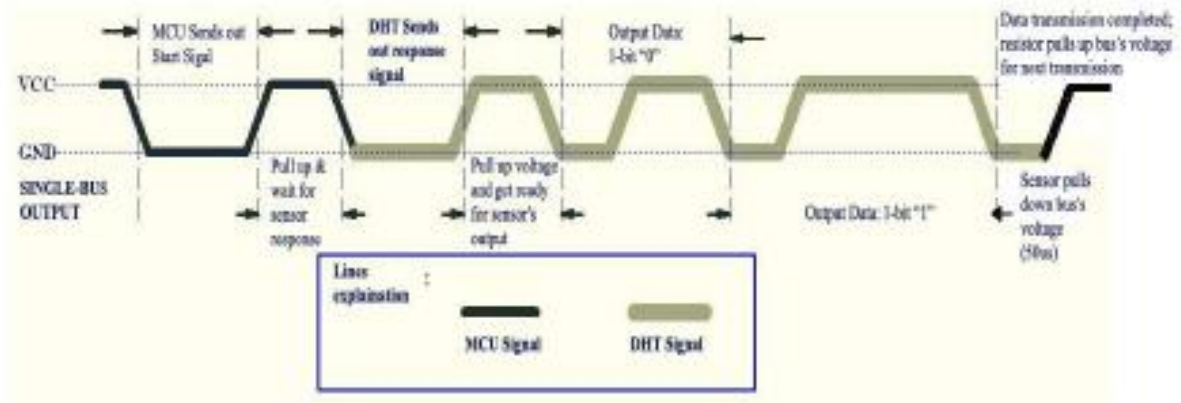 MCU Sends out
Start Sigal
DHT Sends
out response
signal
Output Data:
1-bit "0"
Data transmission completed;
resistor pulls up bus's voltage
for next transmission
VCC
GND
SINGLE-BUS
OUTPUT
Pull up &
wait for
sensor
response
Pull up voltage
and get ready
for sensor's
output
Output Data: 1-bit "1"
Sensor pulls
down bus's
voltage
(50us)
Lines
explaination :
MCU Signal
DHT Signal